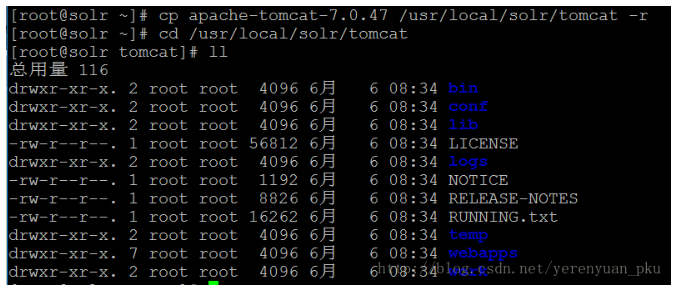 [root@solr ~]# cp apache-tomcat-7.0.47 /usr/local/solr/tomcat -r
[root@solr ~]# cd /usr/local/solr/tomcat
[root@solr tomcat]# ll
总用量 116
drwxr-xr-x. 2 root root 4096 6月 6 08:34 bin
drwxr-xr-x. 2 root root 4096 6月 6 08:34 conf
drwxr-xr-x. 2 root root 4096 6月 6 08:34 lib
-rw-r--r--. 1 root root 56812 6月 6 08:34 LICENSE
drwxr-xr-x. 2 root root 4096 6月 6 08:34 logs
-rw-r--r--. 1 root root 1192 6月 6 08:34 NOTICE
-rw-r--r--. 1 root root 8826 6月 6 08:34 RELEASE-NOTES
-rw-r--r--. 1 root root 16262 6月 6 08:34 RUNNING.txt
drwxr-xr-x. 2 root root 4096 6月 6 08:34 temp
drwxr-xr-x. 7 root root 4096 6月 6 08:34 webapps
drwxr-xr-x. 2 root root 4096 6月 6 08:34 work
http://blog.csdn.net/yerenyuan_pku